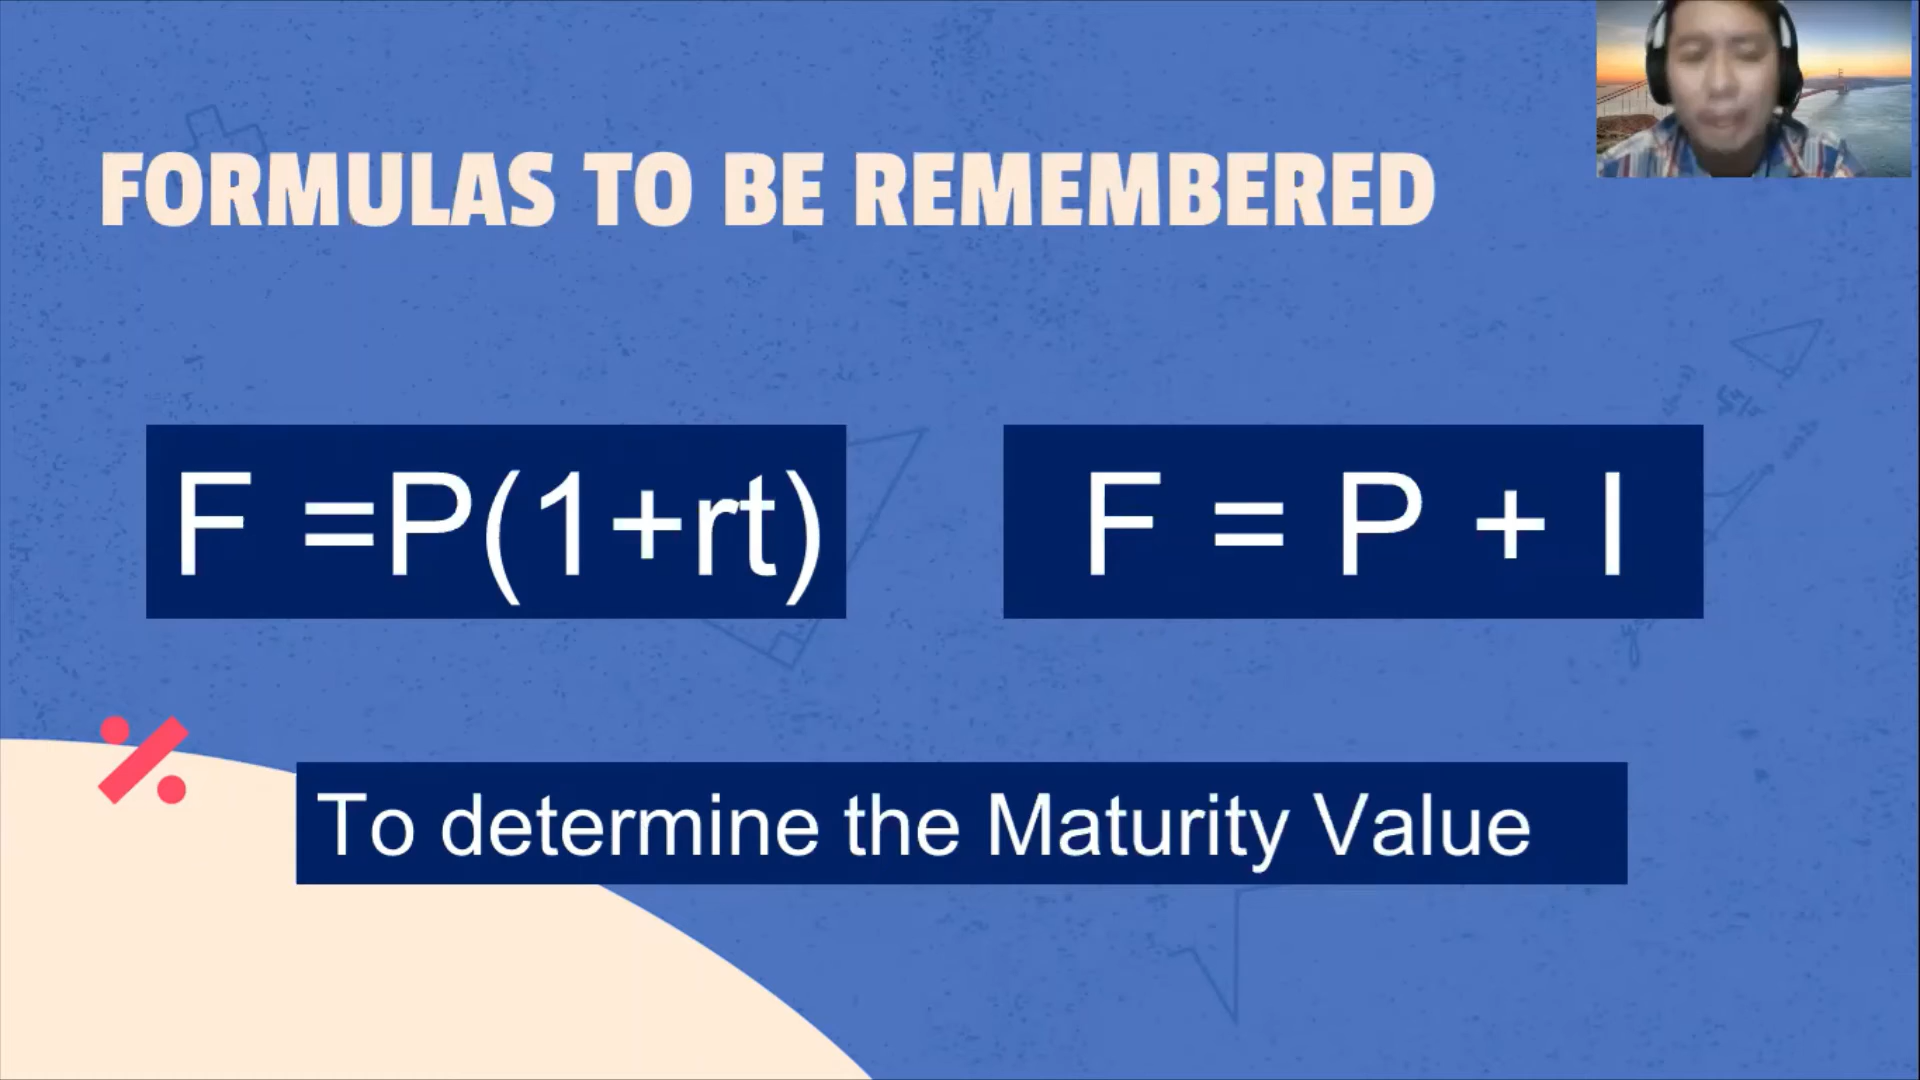 FORMULAS TO BE REMEMBERED
F =P(1+rt)
F = P + I
To determine the Maturity Value